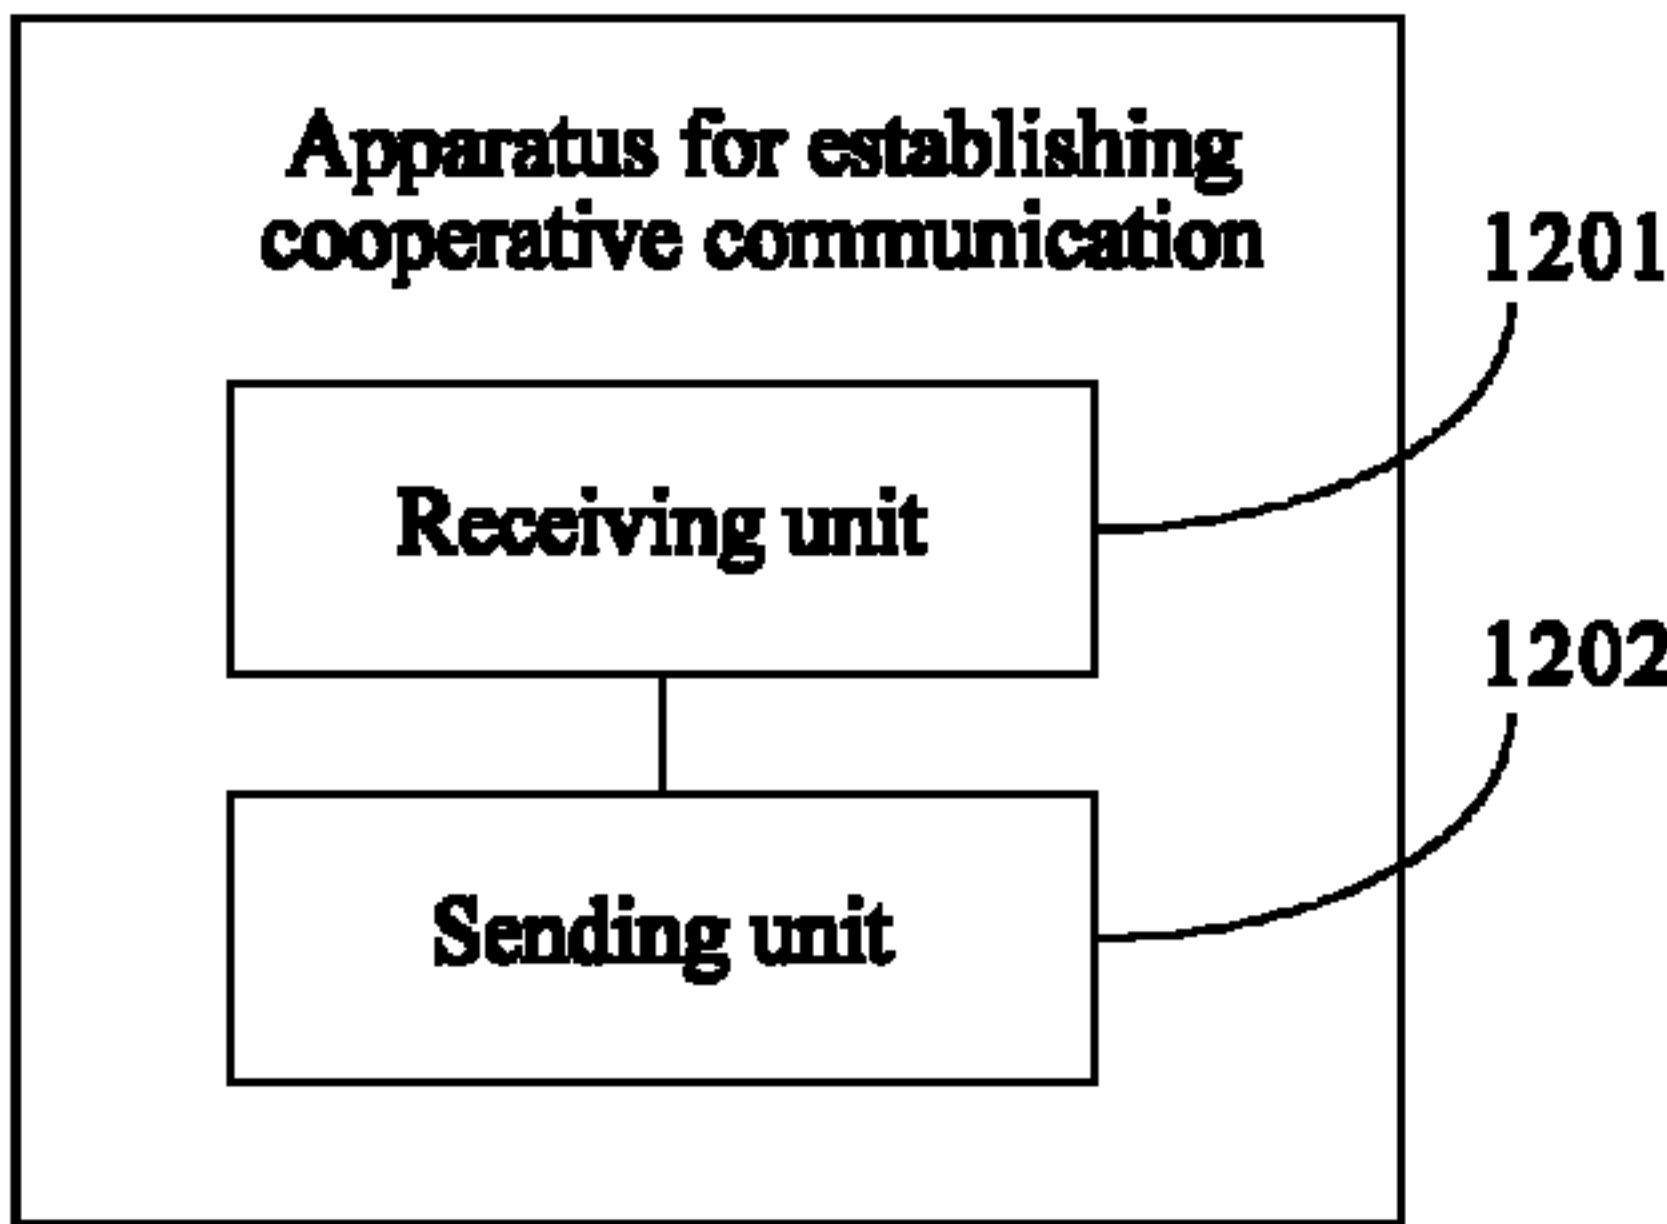 Apparatus for establishing
cooperative communication
1201
Receiving unit
1202
Sending unit